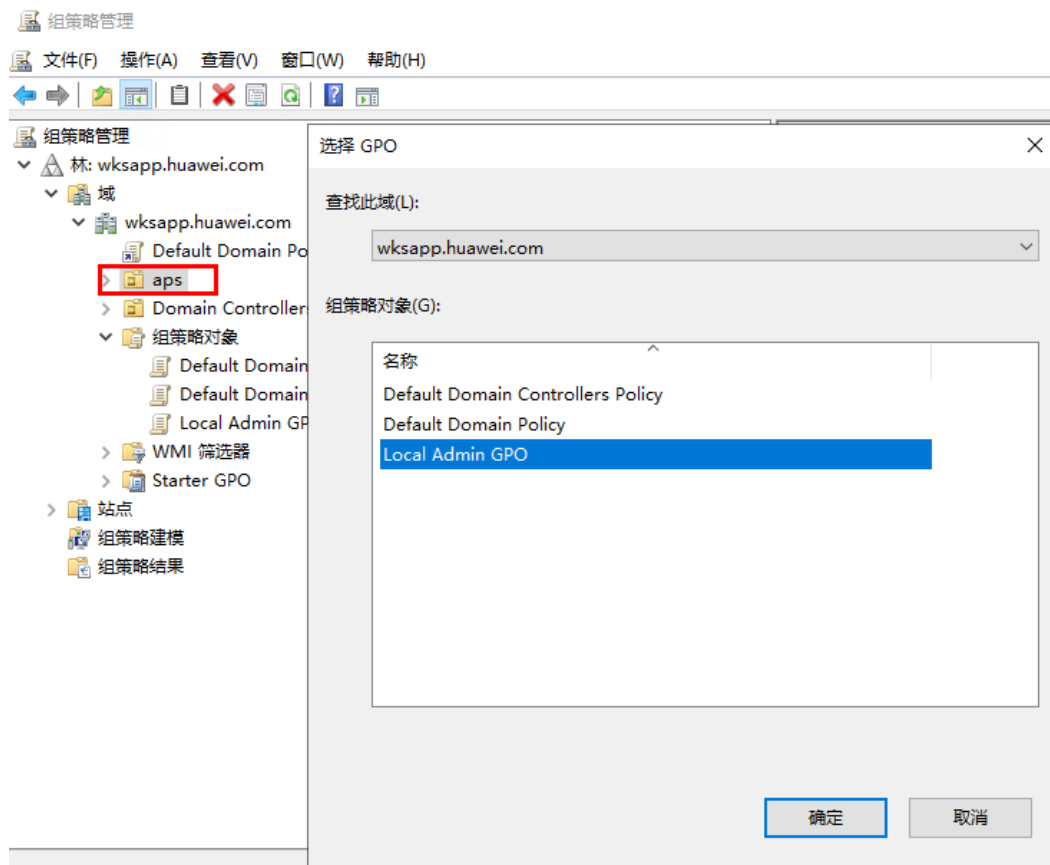 组策略管理
文件(F) 操作(A) 查看(V) 窗口(W) 帮助(H)
组策略管理
林: wksapp.huawei.com
域
wksapp.huawei.com
Default Domain Po
aps
Domain Controller
组策略对象
Default Domain
Default Domain
Local Admin GP
WMI 筛选器
Starter GPO
站点
组策略建模
组策略结果
选择 GPO
查找此域(L):
wksapp.huawei.com
组策略对象(G):
名称
Default Domain Controllers Policy
Default Domain Policy
Local Admin GPO
确定 取消